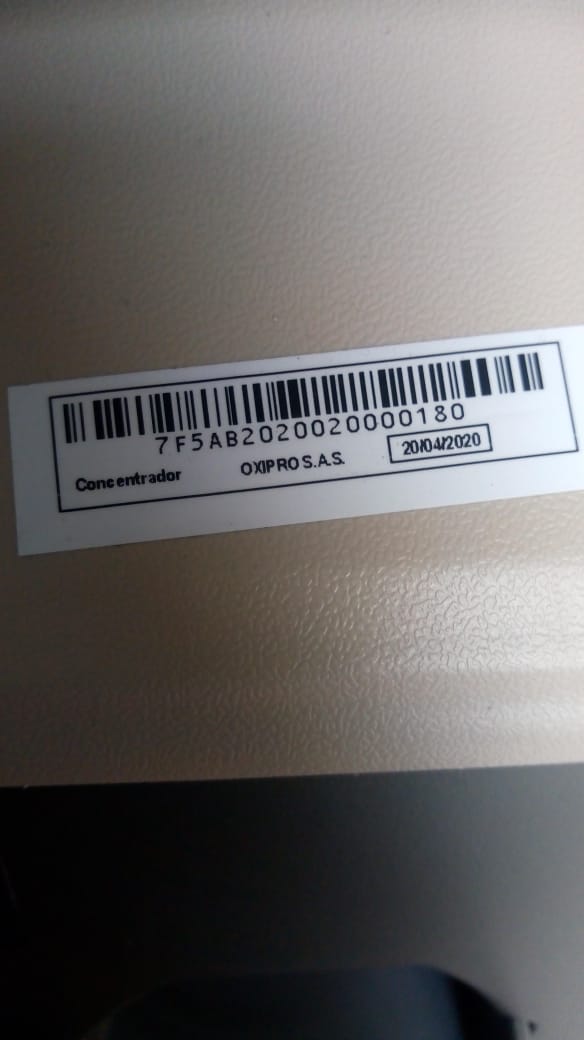 7F5AB2020020000180
Concentrador OXIPRO S.A.S. 20/04/2020